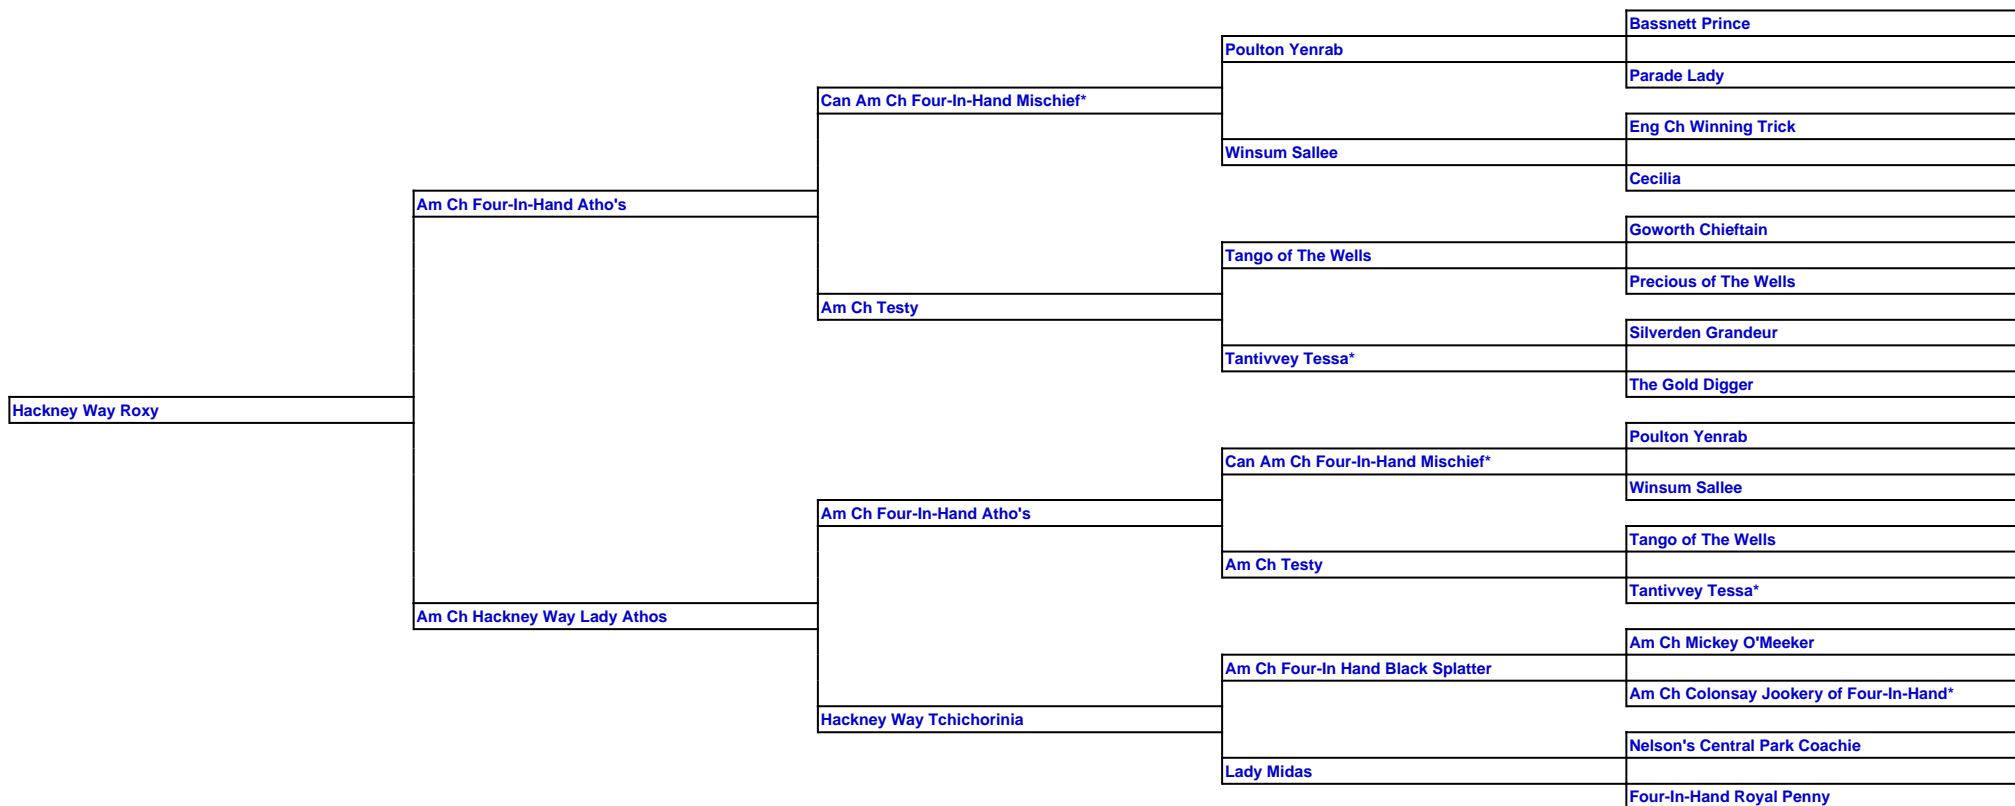 Bassnett Prince
Poulton Yenrab
Parade Lady
Can Am Ch Four-In-Hand Mischief*
Eng Ch Winning Trick
Winsum Sallee
Cecilia
Am Ch Four-In-Hand Atho's
Goworth Chieftain
Tango of The Wells
Precious of The Wells
Am Ch Testy
Silverden Grandeur
Tantivvey Tessa*
The Gold Digger
Hackney Way Roxy
Poulton Yenrab
Can Am Ch Four-In-Hand Mischief*
Winsum Sallee
Am Ch Four-In-Hand Atho's
Tango of The Wells
Am Ch Testy
Tantivvey Tessa*
Am Ch Hackney Way Lady Athos
Am Ch Mickey O'Meeker
Am Ch Four-In Hand Black Splatter
Am Ch Colonsay Jookery of Four-In-Hand*
Hackney Way Tchichorinia
Nelson's Central Park Coachie
Lady Midas
Four-In-Hand Royal Penny